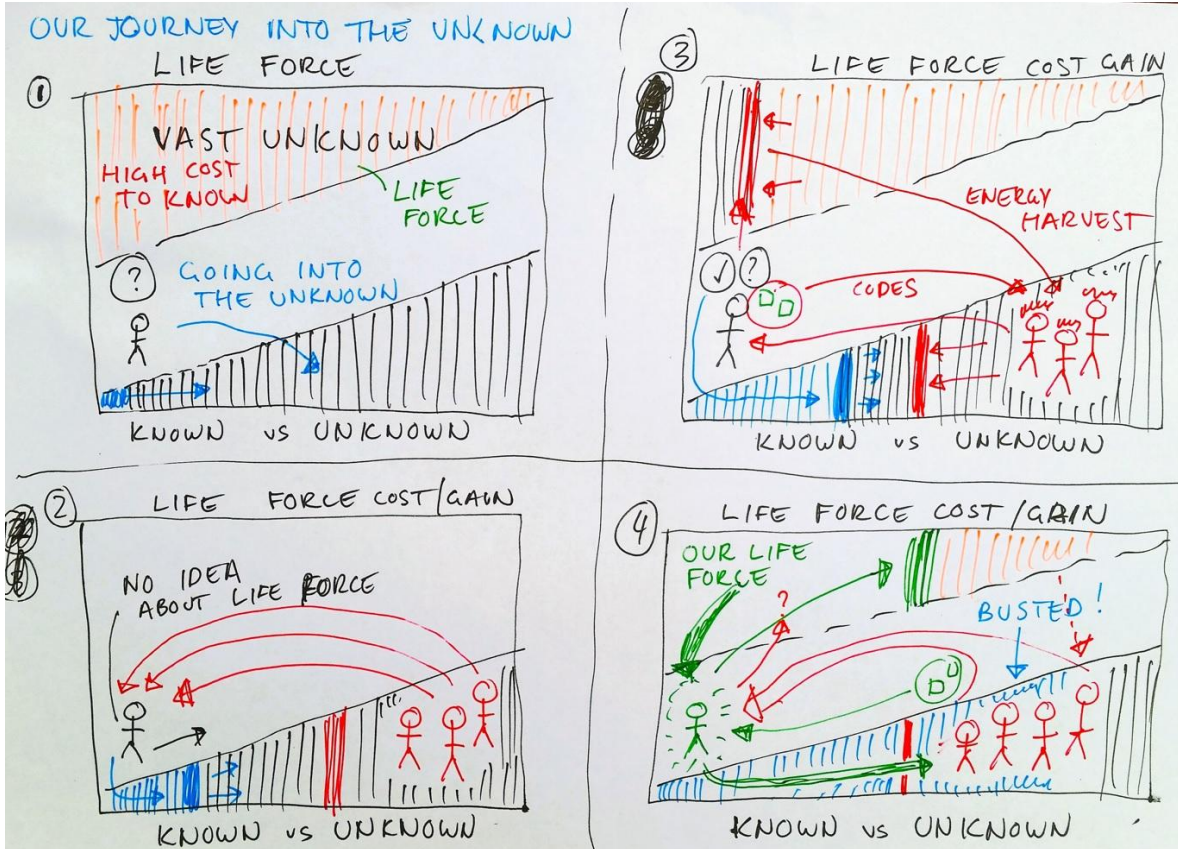 OUR JOURNEY INTO THE UNKNOWN
①
LIFE FORCE
VAST UNKNOWN
HIGH COST
TO KNOWN
LIFE
FORCE
?
GOING INTO
THE UNKNOWN
KNOWN vs UNKNOWN
②
LIFE FORCE COST/GAIN
NO IDEA
ABOUT LIFE FORCE
KNOWN vs UNKNOWN
③
LIFE FORCE COST GAIN
ENERGY
HARVEST
✓ ?
CODES
KNOWN vs UNKNOWN
④
LIFE FORCE COST/GAIN
OUR LIFE
FORCE
?
BUSTED!
KNOWN vs UNKNOWN